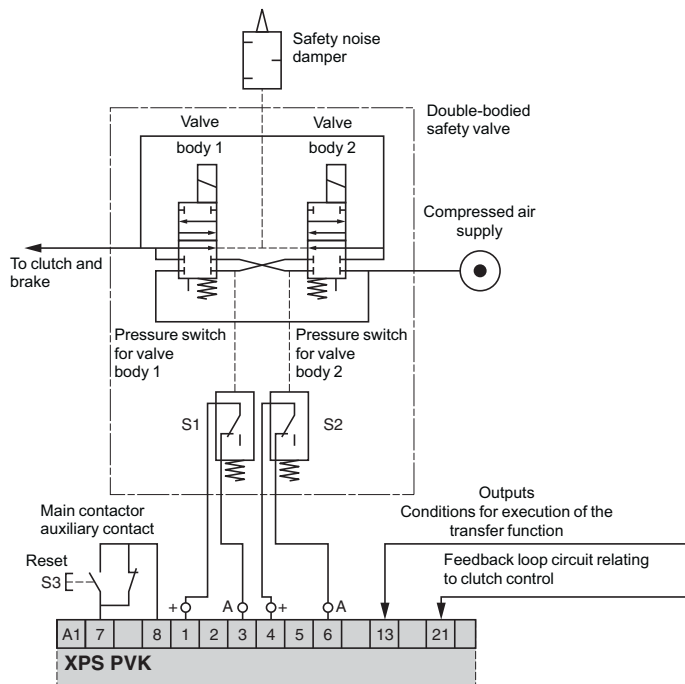 Safety noise
damper
Double-bodied
safety valve
Valve
body 1
Valve
body 2
Compressed air
supply
To clutch and
brake
Pressure switch
for valve
body 1
Pressure switch
for valve
body 2
S1
S2
Outputs
Conditions for execution of the
transfer function
Main contactor
auxiliary contact
Feedback loop circuit relating
to clutch control
Reset
S3
+ A + A
A1 7 8 1 2 3 4 5 6 13 21
XPS PVK